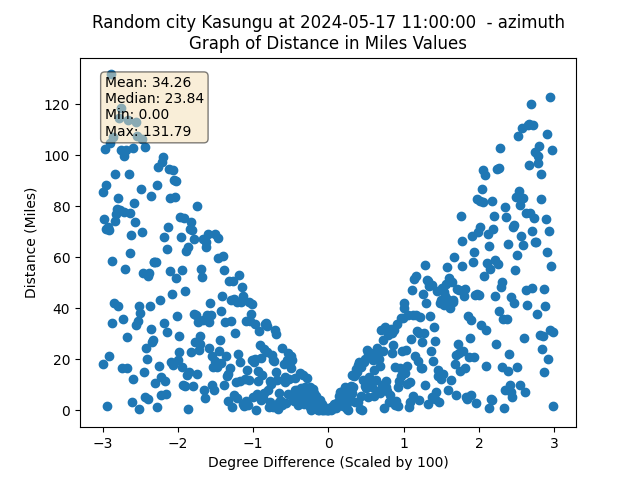 Random city Kasungu at 2024-05-17 11:00:00  - azimuth
Graph of Distance in Miles Values
Mean: 34.26
Median: 23.84
Min: 0.00
Max: 131.79
Distance (Miles)
120
100
80
60
40
20
0
−3 −2 −1 0 1 2 3
Degree Difference (Scaled by 100)